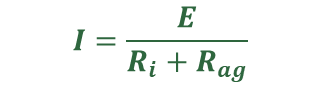 I = E / (R_i + R_ag)